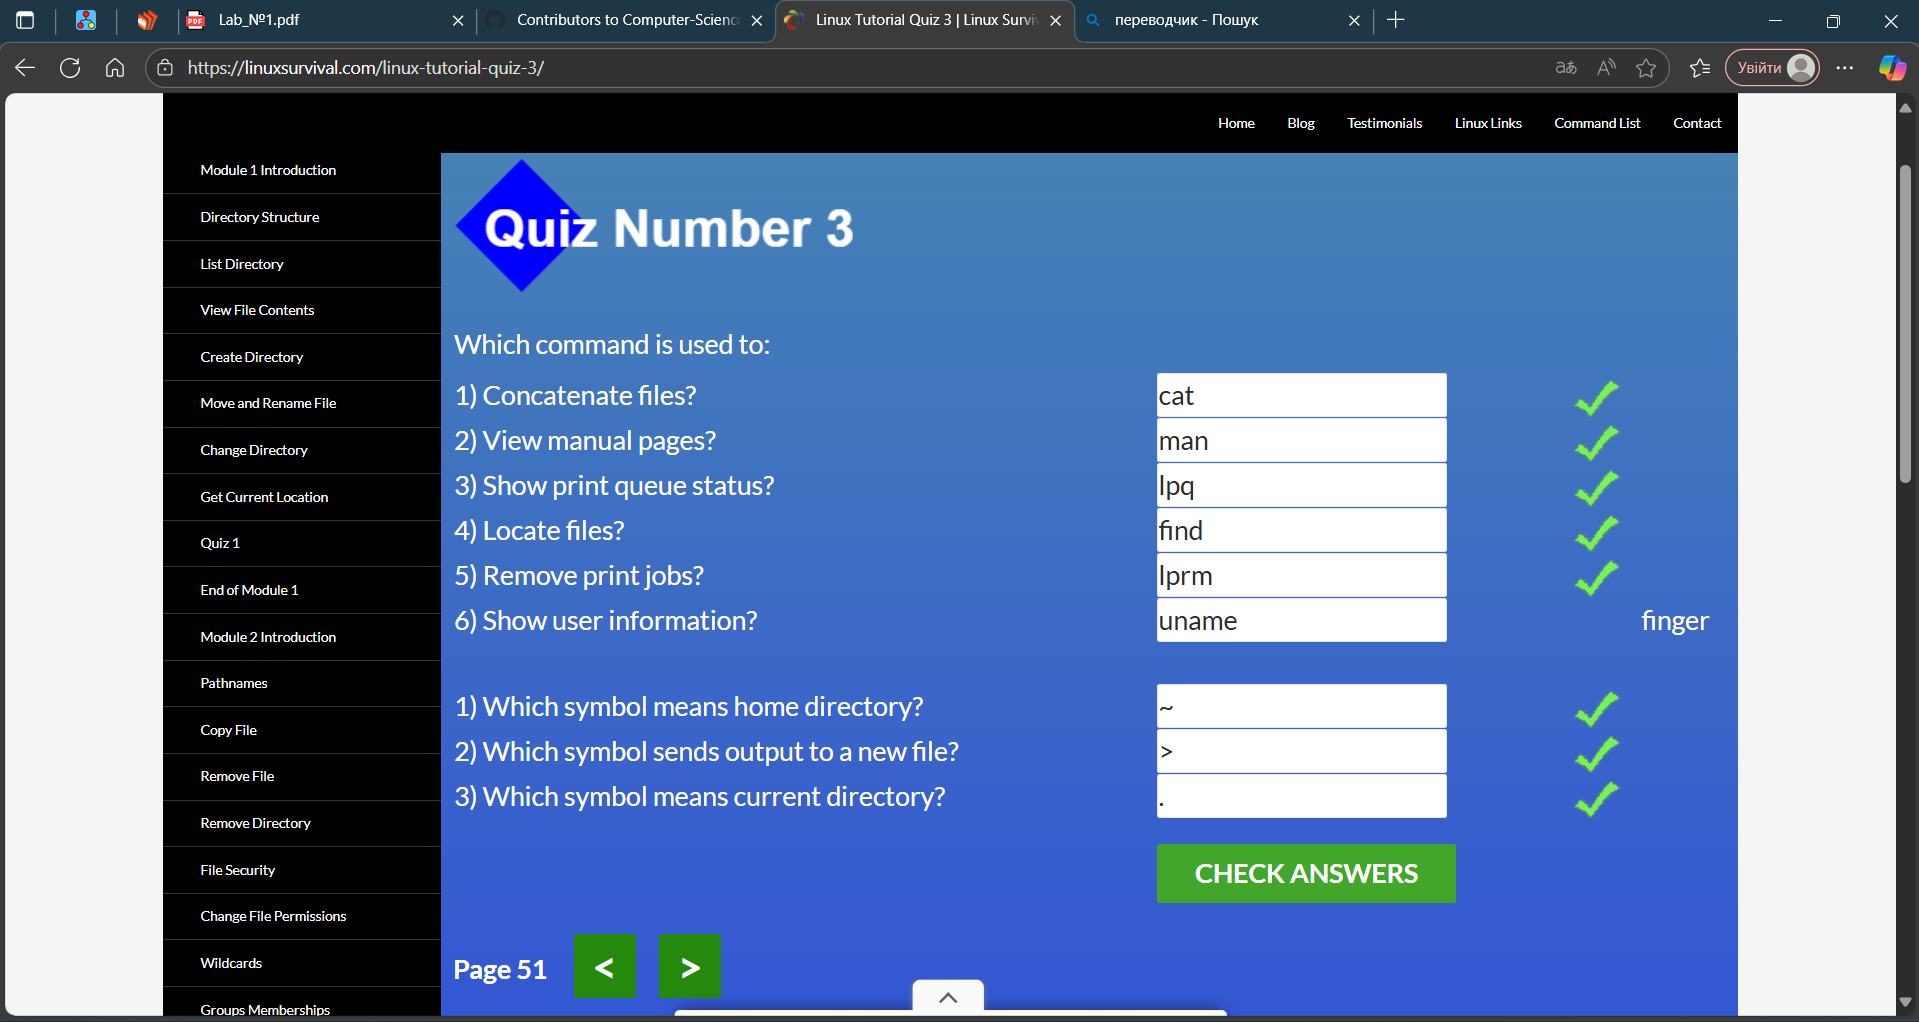 Lab_№1.pdf
Contributors to Computer-Scienc
Linux Tutorial Quiz 3 | Linux Surviv
переводчик - Пошук
https://linuxsurvival.com/linux-tutorial-quiz-3/
Увійти
Home
Blog
Testimonials
Linux Links
Command List
Contact
Module 1 Introduction
Directory Structure
List Directory
View File Contents
Create Directory
Move and Rename File
Change Directory
Get Current Location
Quiz 1
End of Module 1
Module 2 Introduction
Pathnames
Copy File
Remove File
Remove Directory
File Security
Change File Permissions
Wildcards
Groups Memberships
Quiz Number 3
Which command is used to:
1) Concatenate files?
cat
2) View manual pages?
man
3) Show print queue status?
lpq
4) Locate files?
find
5) Remove print jobs?
lprm
6) Show user information?
uname
finger
1) Which symbol means home directory?
~
2) Which symbol sends output to a new file?
>
3) Which symbol means current directory?
.
CHECK ANSWERS
Page 51
<
>